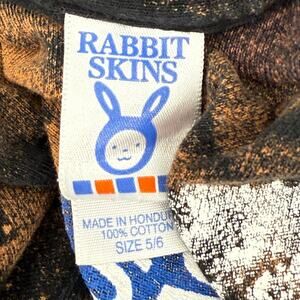 RABBIT
SKINS
MADE IN HONDU
100% COTTON
SIZE 5/6